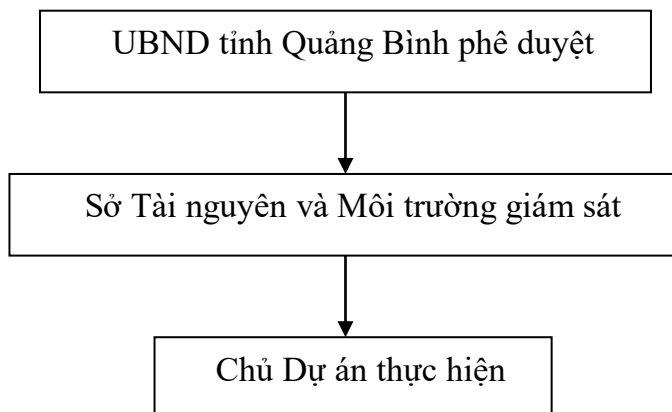 UBND tỉnh Quảng Bình phê duyệt
Sở Tài nguyên và Môi trường giám sát
Chủ Dự án thực hiện